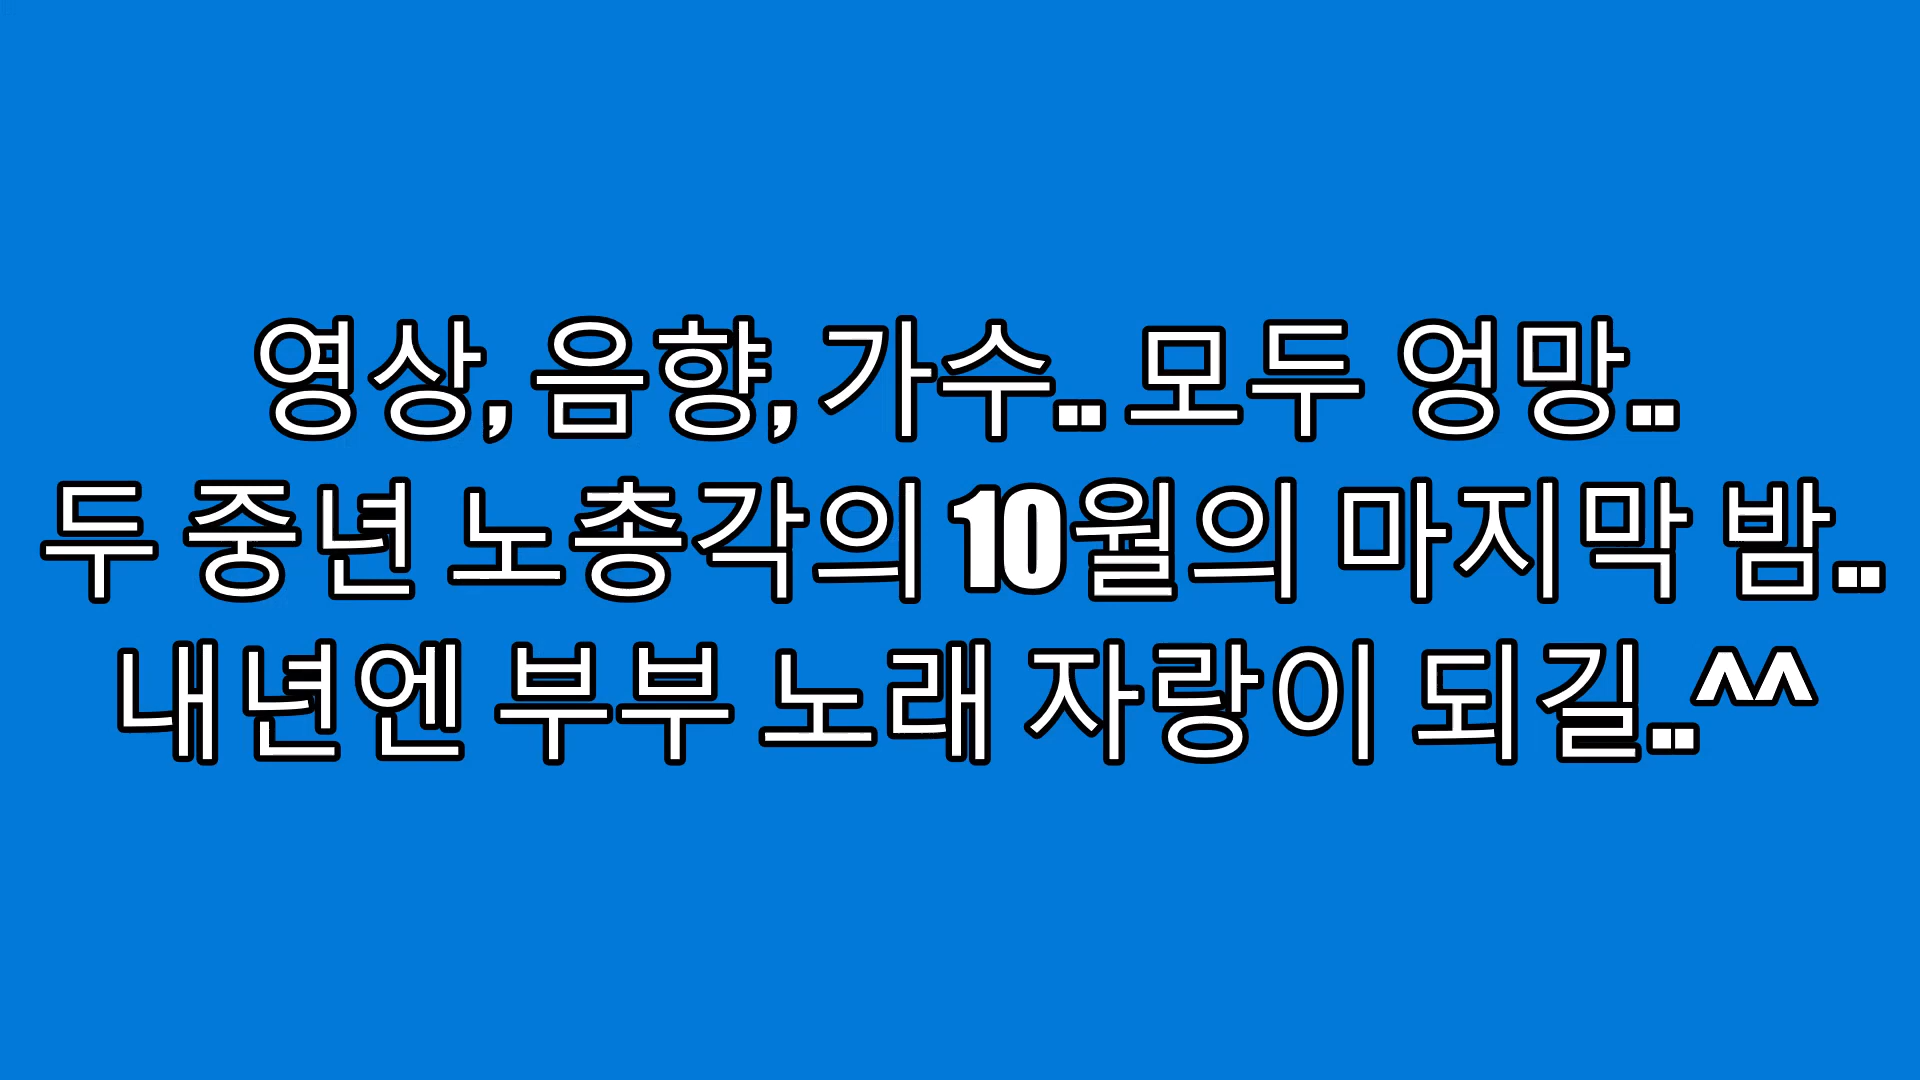 영상, 음향, 가수.. 모두 엉망..
두 중년 노총각의 10월의 마지막 밤..
내년엔 부부 노래 자랑이 되길..^^